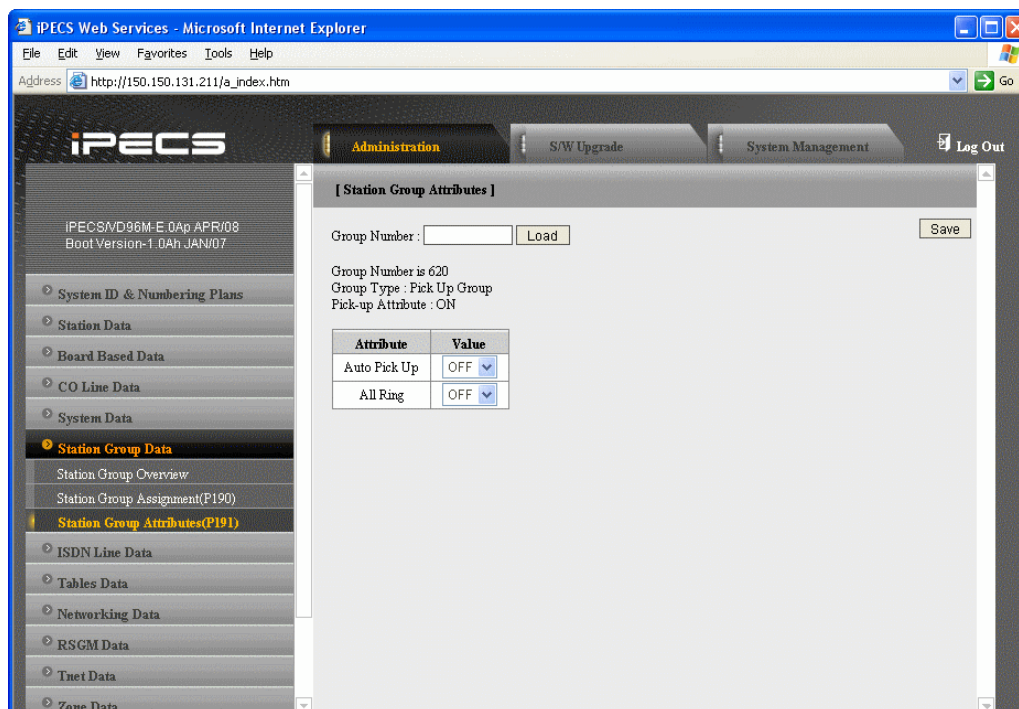 iPECS Web Services - Microsoft Internet Explorer
File Edit View Favorites Tools Help
Address http://150.150.131.211/a_index.htm Go
iPECS
Administration S/W Upgrade System Management Log Out
[ Station Group Attributes ]
iPECS/VD96M-E.0Ap APR/08
Boot Version-1.0Ah JAN/07
Group Number : Load Save
Group Number is 620
Group Type : Pick Up Group
Pick-up Attribute : ON
Attribute Value
Auto Pick Up OFF
All Ring OFF
System ID & Numbering Plans
Station Data
Board Based Data
CO Line Data
System Data
Station Group Data
Station Group Overview
Station Group Assignment(P190)
Station Group Attributes(P191)
ISDN Line Data
Tables Data
Networking Data
RSGM Data
Tnet Data
Zone Data